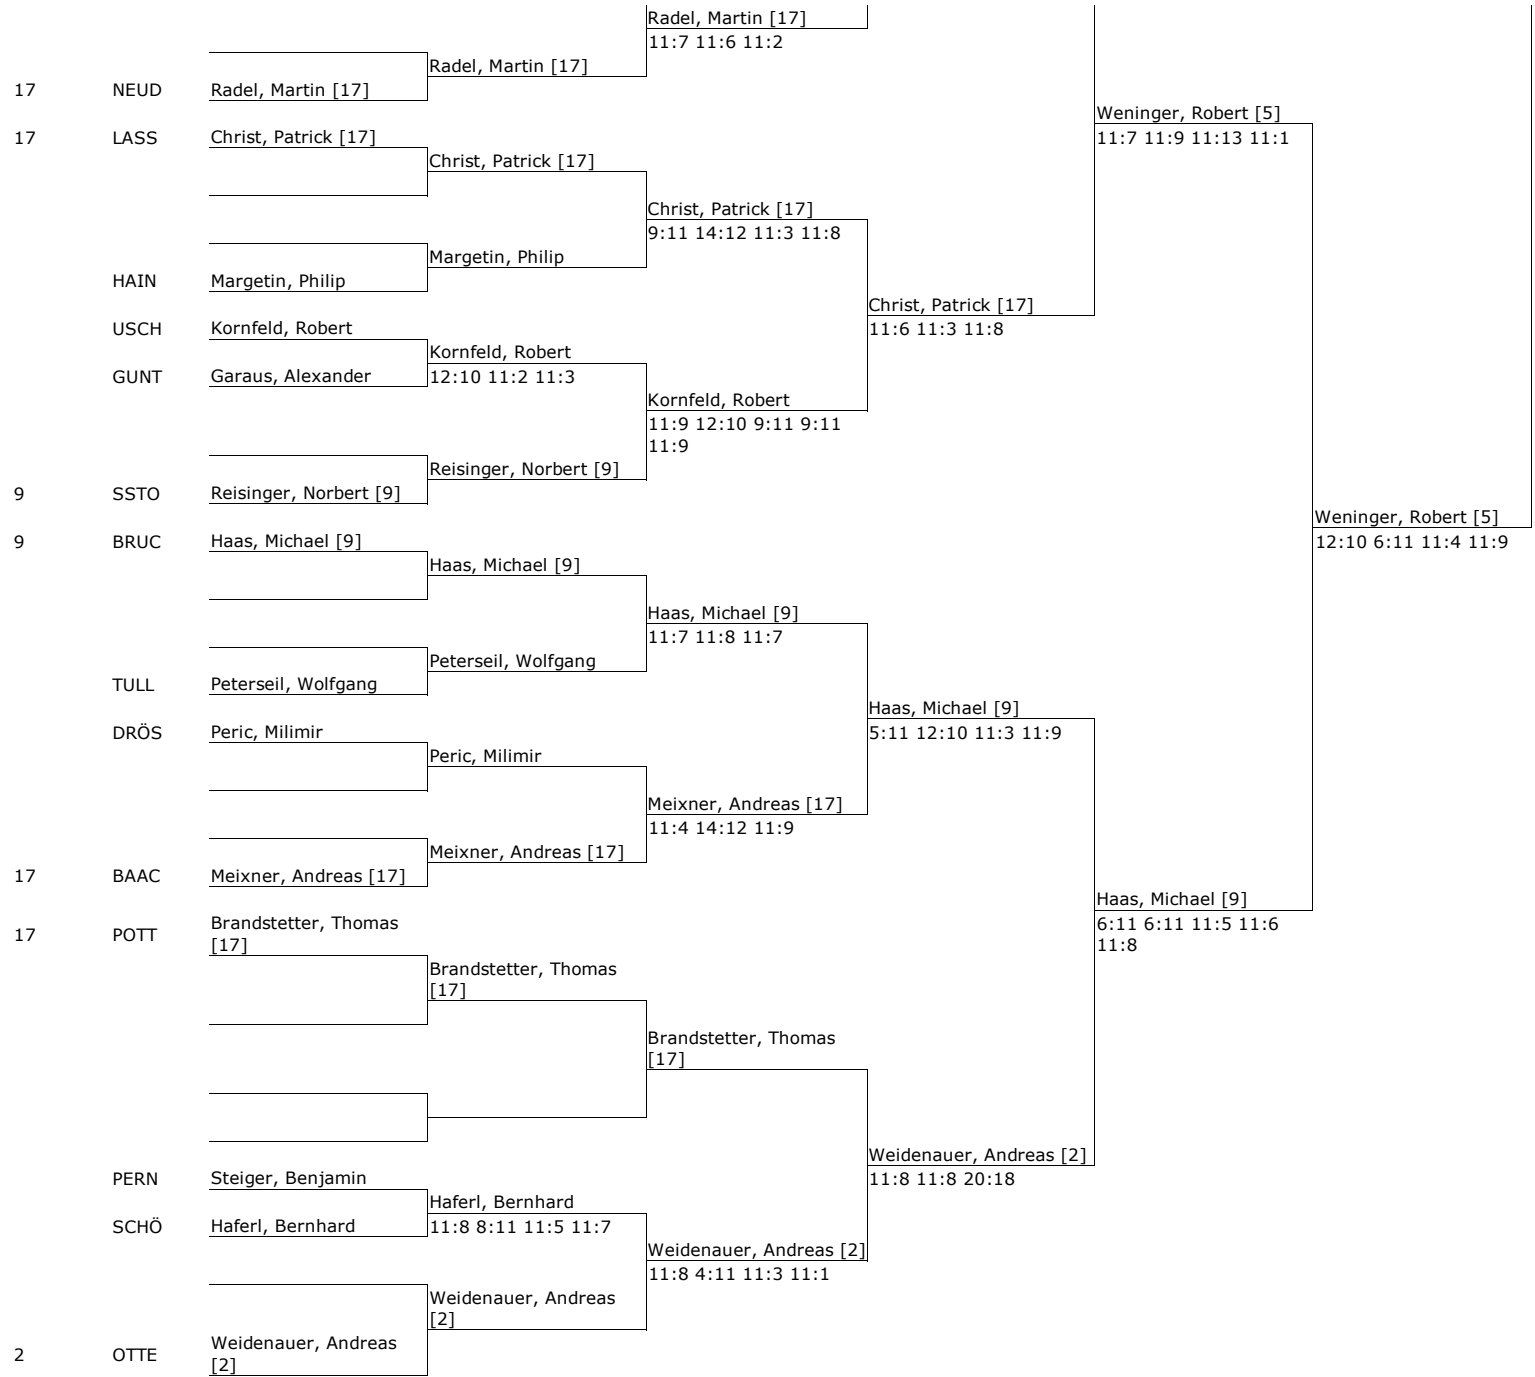 Radel, Martin [17]
11:7 11:6 11:2
Radel, Martin [17]
17 NEUD Radel, Martin [17]
Weninger, Robert [5]
11:7 11:9 11:13 11:1
17 LASS Christ, Patrick [17]
Christ, Patrick [17]
Christ, Patrick [17]
9:11 14:12 11:3 11:8
Margetin, Philip
HAIN Margetin, Philip
Christ, Patrick [17]
11:6 11:3 11:8
USCH Kornfeld, Robert
Kornfeld, Robert
12:10 11:2 11:3
GUNT Garaus, Alexander
Kornfeld, Robert
11:9 12:10 9:11 9:11
11:9
Reisinger, Norbert [9]
9 SSTO Reisinger, Norbert [9]
Weninger, Robert [5]
12:10 6:11 11:4 11:9
9 BRUC Haas, Michael [9]
Haas, Michael [9]
Haas, Michael [9]
11:7 11:8 11:7
Peterseil, Wolfgang
TULL Peterseil, Wolfgang
Haas, Michael [9]
5:11 12:10 11:3 11:9
DRÖS Peric, Milimir
Peric, Milimir
Meixner, Andreas [17]
11:4 14:12 11:9
Meixner, Andreas [17]
17 BAAC Meixner, Andreas [17]
Haas, Michael [9]
6:11 6:11 11:5 11:6
11:8
17 POTT Brandstetter, Thomas
[17]
Brandstetter, Thomas
[17]
Brandstetter, Thomas
[17]
Weidenauer, Andreas [2]
11:8 11:8 20:18
PERN Steiger, Benjamin
Haferl, Bernhard
11:8 8:11 11:5 11:7
SCHÖ Haferl, Bernhard
Weidenauer, Andreas [2]
11:8 4:11 11:3 11:1
Weidenauer, Andreas
[2]
2 OTTE Weidenauer, Andreas
[2]